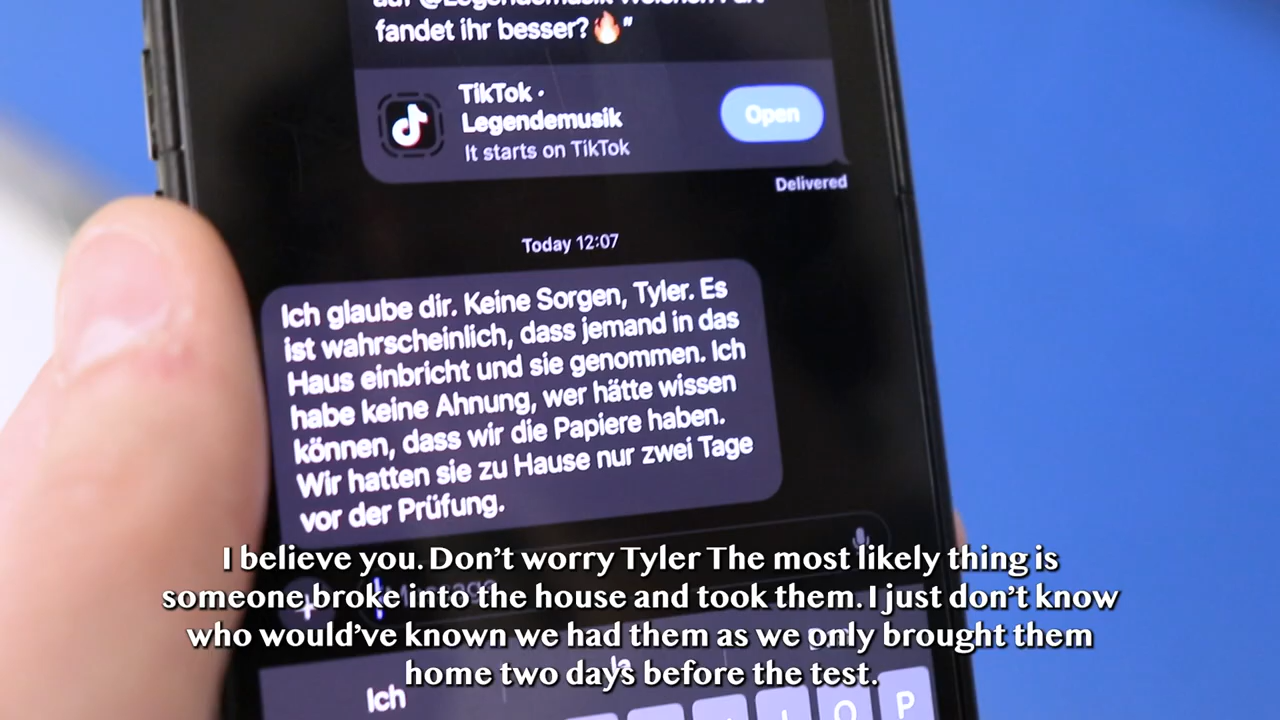 fandet ihr besser?🔥"
TikTok ·
Legendemusik
It starts on TikTok
Open
Delivered
Today 12:07
Ich glaube dir. Keine Sorgen, Tyler. Es
ist wahrscheinlich, dass jemand in das
Haus einbricht und sie genommen. Ich
habe keine Ahnung, wer hätte wissen
können, dass wir die Papiere haben.
Wir hatten sie zu Hause nur zwei Tage
vor der Prüfung.
I believe you. Don't worry Tyler The most likely thing is
someone broke into the house and took them. I just don't know
who would've known we had them as we only brought them
home two days before the test.
Ich
O P